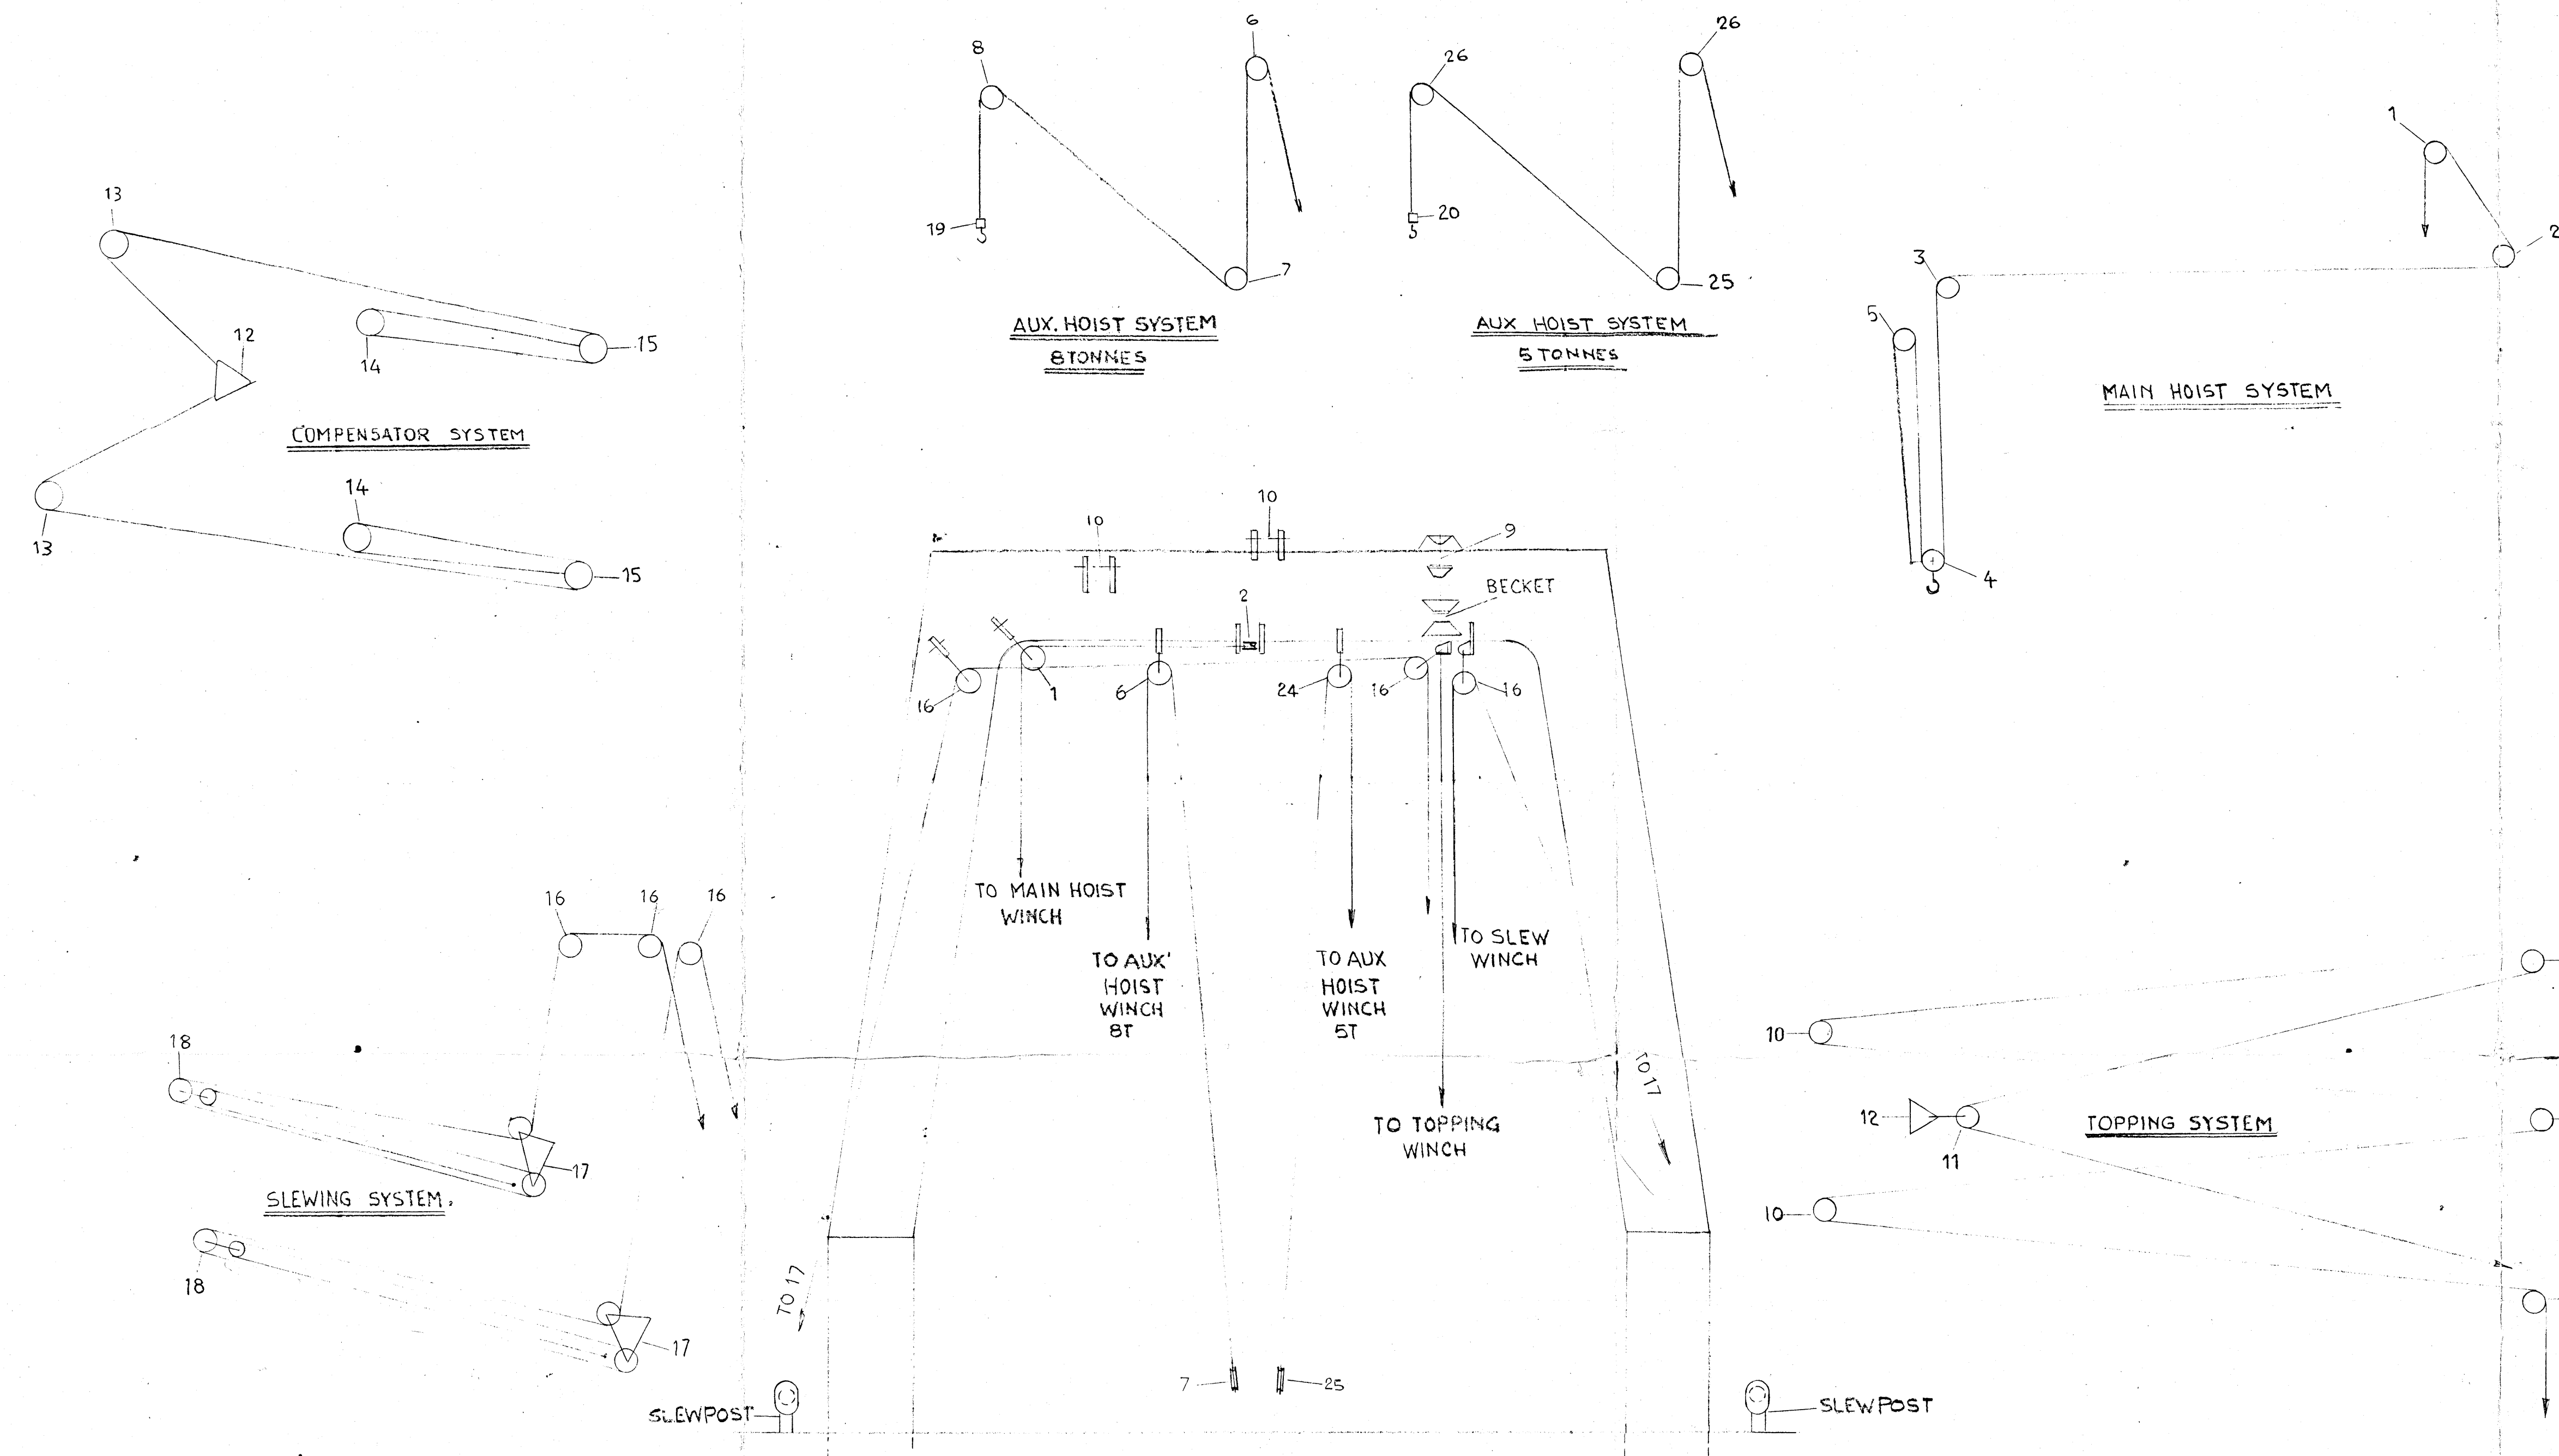 13
12
14
15
COMPENSATOR SYSTEM
14
13
15
8
6
19
7
AUX. HOIST SYSTEM
8 TONNES
26
26
20
25
AUX HOIST SYSTEM
5 TONNES
1
2
3
5
4
MAIN HOIST SYSTEM
10
10
9
BECKET
2
16
1
6
24
16
16
TO MAIN HOIST
WINCH
TO AUX'
HOIST
WINCH
8T
TO AUX
HOIST
WINCH
5T
TO SLEW
WINCH
TO TOPPING
WINCH
TO 17
TO 17
7
25
SLEWPOST
SLEWPOST
16
16
16
18
17
SLEWING SYSTEM.
18
17
10
12
11
TOPPING SYSTEM
10